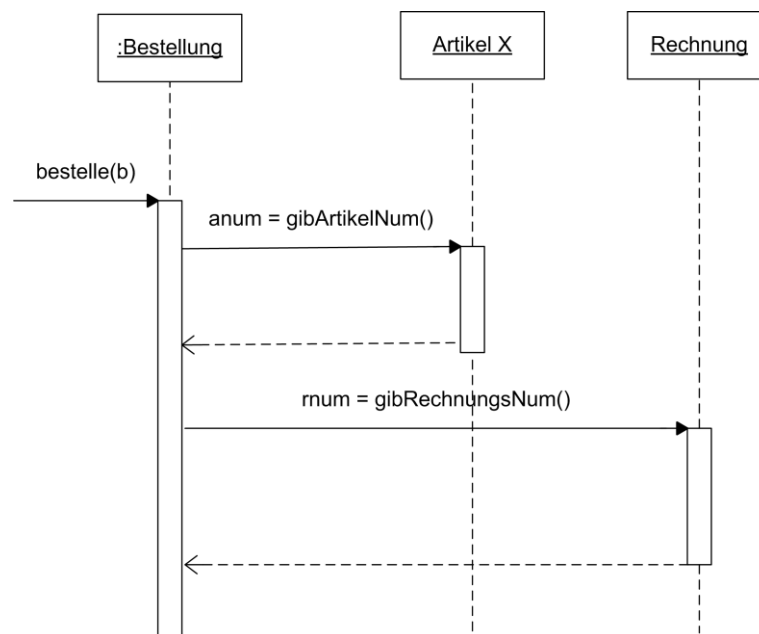 :Bestellung
Artikel X
Rechnung
bestelle(b)
anum = gibArtikelNum()
rnum = gibRechnungsNum()